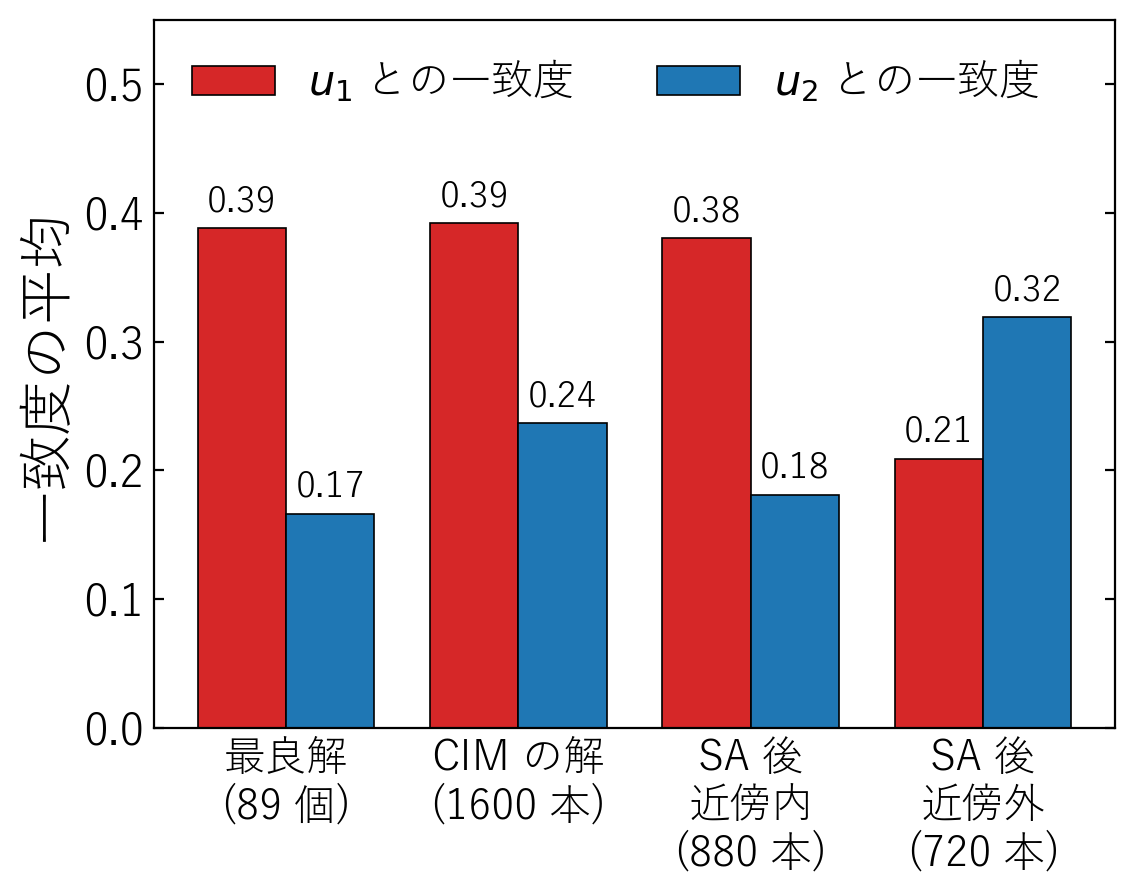 u1 との一致度
u2 との一致度
一致度の平均
0.5
0.4
0.3
0.2
0.1
0.0
0.39
0.17
0.39
0.24
0.38
0.18
0.21
0.32
最良解
(89 個)
CIM の解
(1600 本)
SA 後
近傍内
(880 本)
SA 後
近傍外
(720 本)